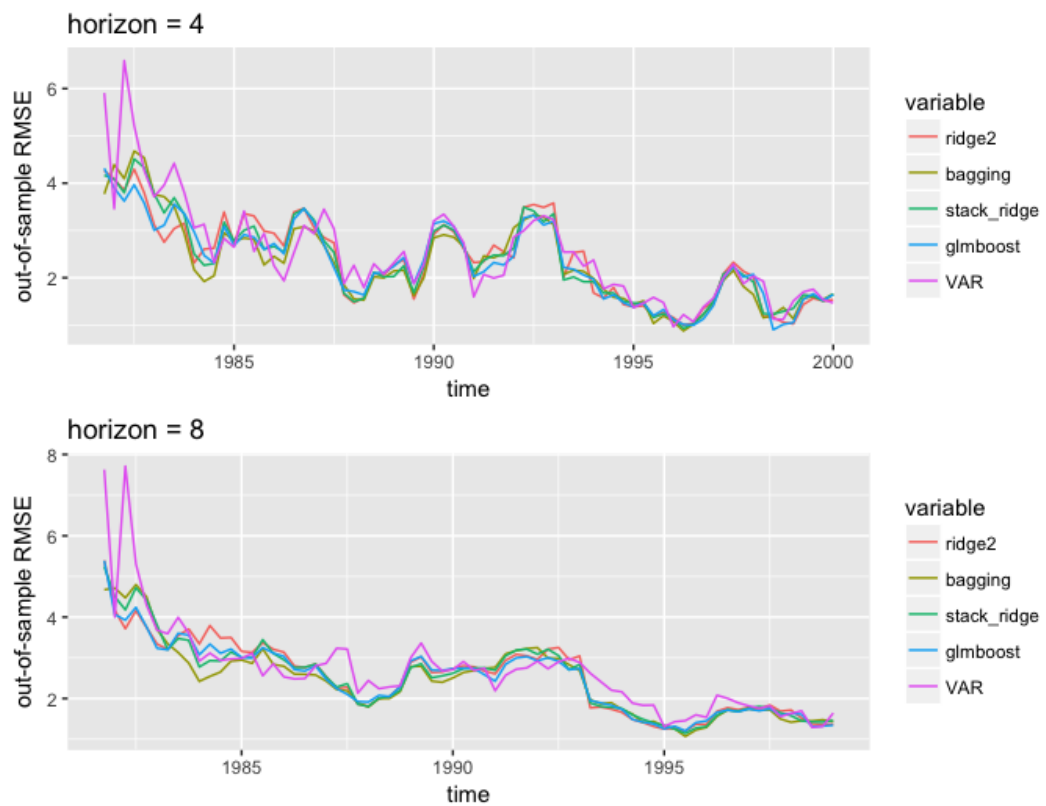 horizon = 4
out-of-sample RMSE
6
4
2
1985
1990
1995
2000
time
variable
ridge2
bagging
stack_ridge
glmboost
VAR
horizon = 8
out-of-sample RMSE
8
6
4
2
1985
1990
1995
time
variable
ridge2
bagging
stack_ridge
glmboost
VAR